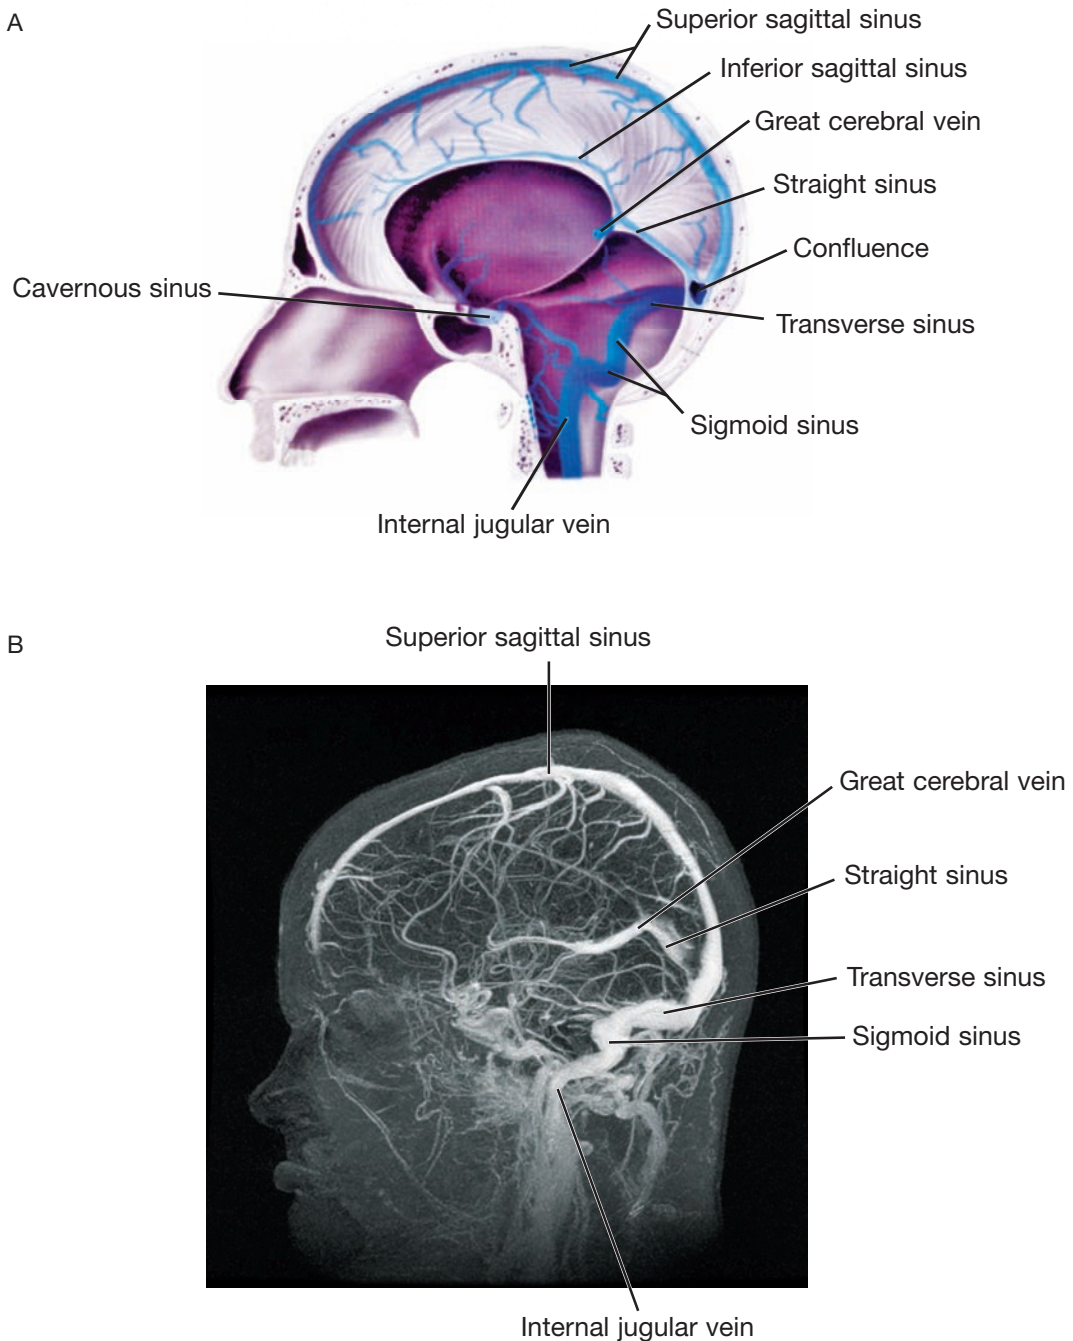 A
Superior sagittal sinus
Inferior sagittal sinus
Great cerebral vein
Straight sinus
Confluence
Cavernous sinus
Transverse sinus
Sigmoid sinus
Internal jugular vein
B
Superior sagittal sinus
Great cerebral vein
Straight sinus
Transverse sinus
Sigmoid sinus
Internal jugular vein